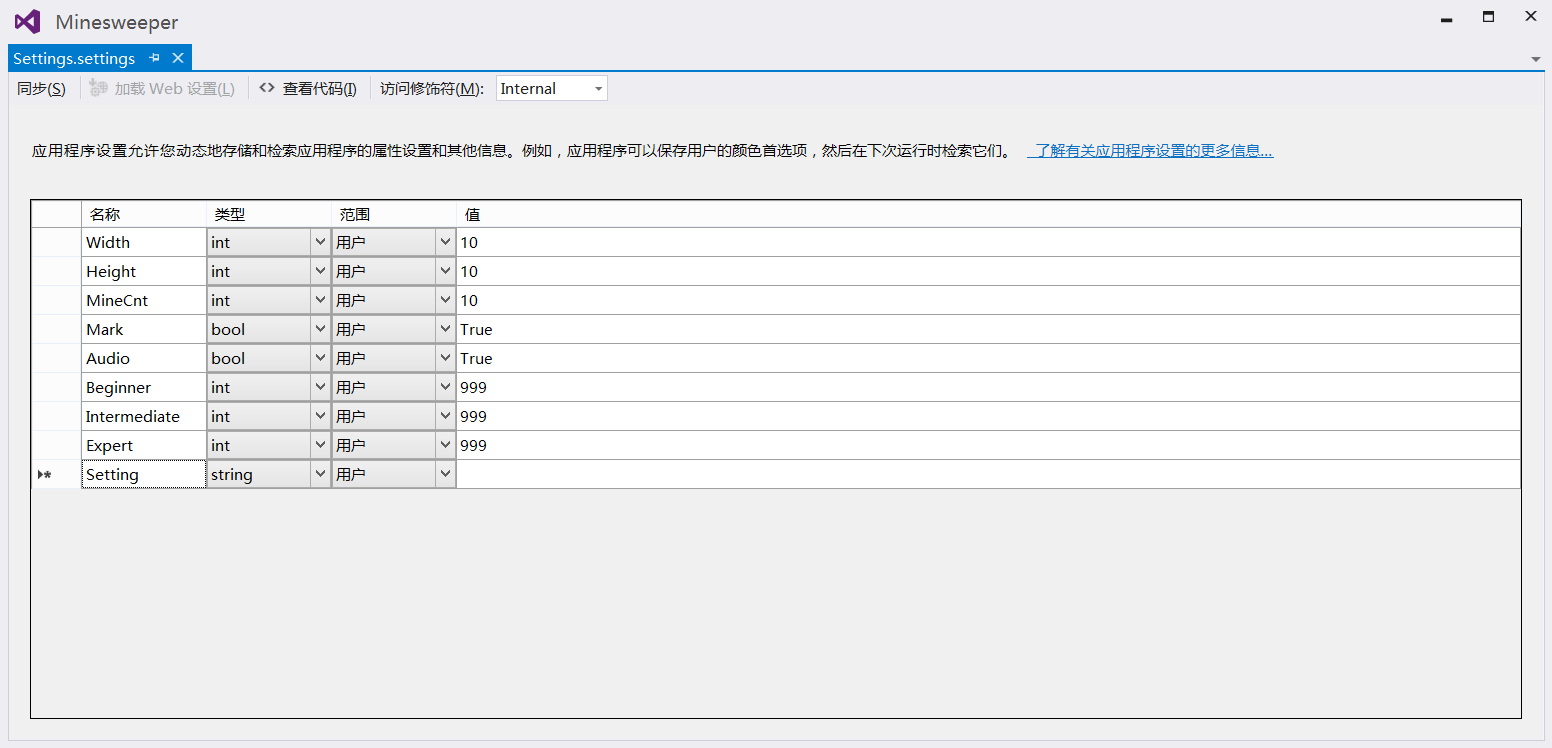 Minesweeper
Settings.settings
同步(S) 加载 Web 设置(L) <> 查看代码(I) 访问修饰符(M): Internal
应用程序设置允许您动态地存储和检索应用程序的属性设置和其他信息。例如，应用程序可以保存用户的颜色首选项，然后在下次运行时检索它们。 了解有关应用程序设置的更多信息...
名称 类型 范围 值
Width int 用户 10
Height int 用户 10
MineCnt int 用户 10
Mark bool 用户 True
Audio bool 用户 True
Beginner int 用户 999
Intermediate int 用户 999
Expert int 用户 999
Setting string 用户